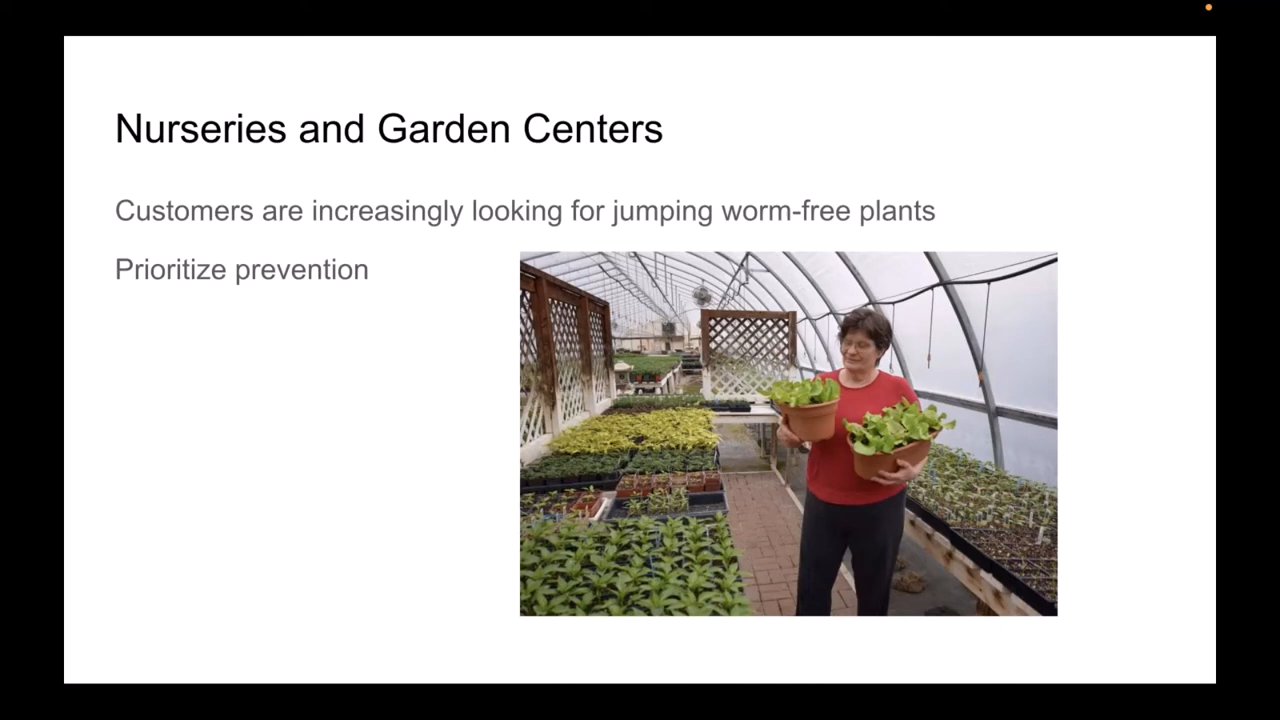 Nurseries and Garden Centers
Customers are increasingly looking for jumping worm-free plants
Prioritize prevention